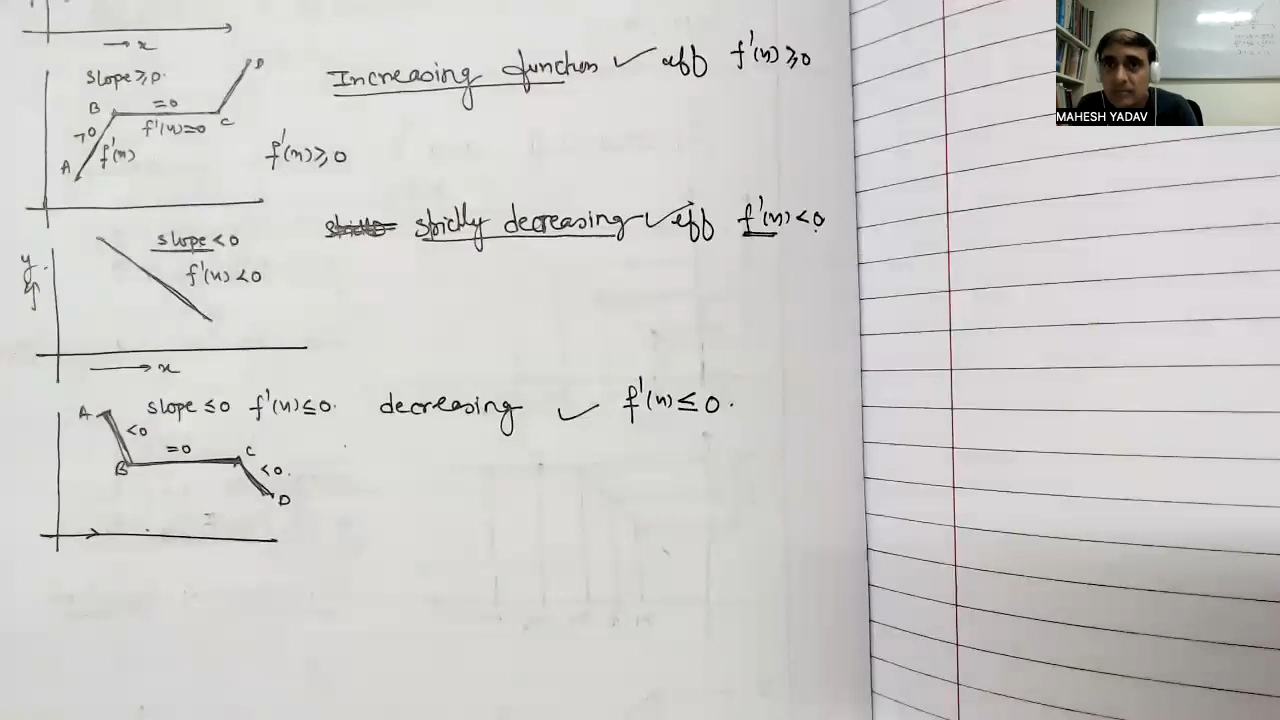 → x
slope ≥ 0.
Increasing function ✓ iff f'(x) ≥ 0
D
B
=0
C
f'(x)=0
>0
f'(x)
A
f'(x) ≥ 0
MAHESH YADAV
strictly decreasing ✓ iff f'(x) < 0
slope < 0
f'(x) < 0
y
→ x
A
slope ≤ 0 f'(x) ≤ 0. decreasing ✓ f'(x) ≤ 0.
<0
=0
C
B
<0.
D